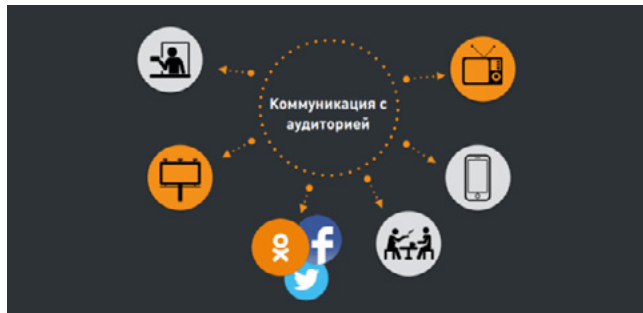 Коммуникация с
аудиторией